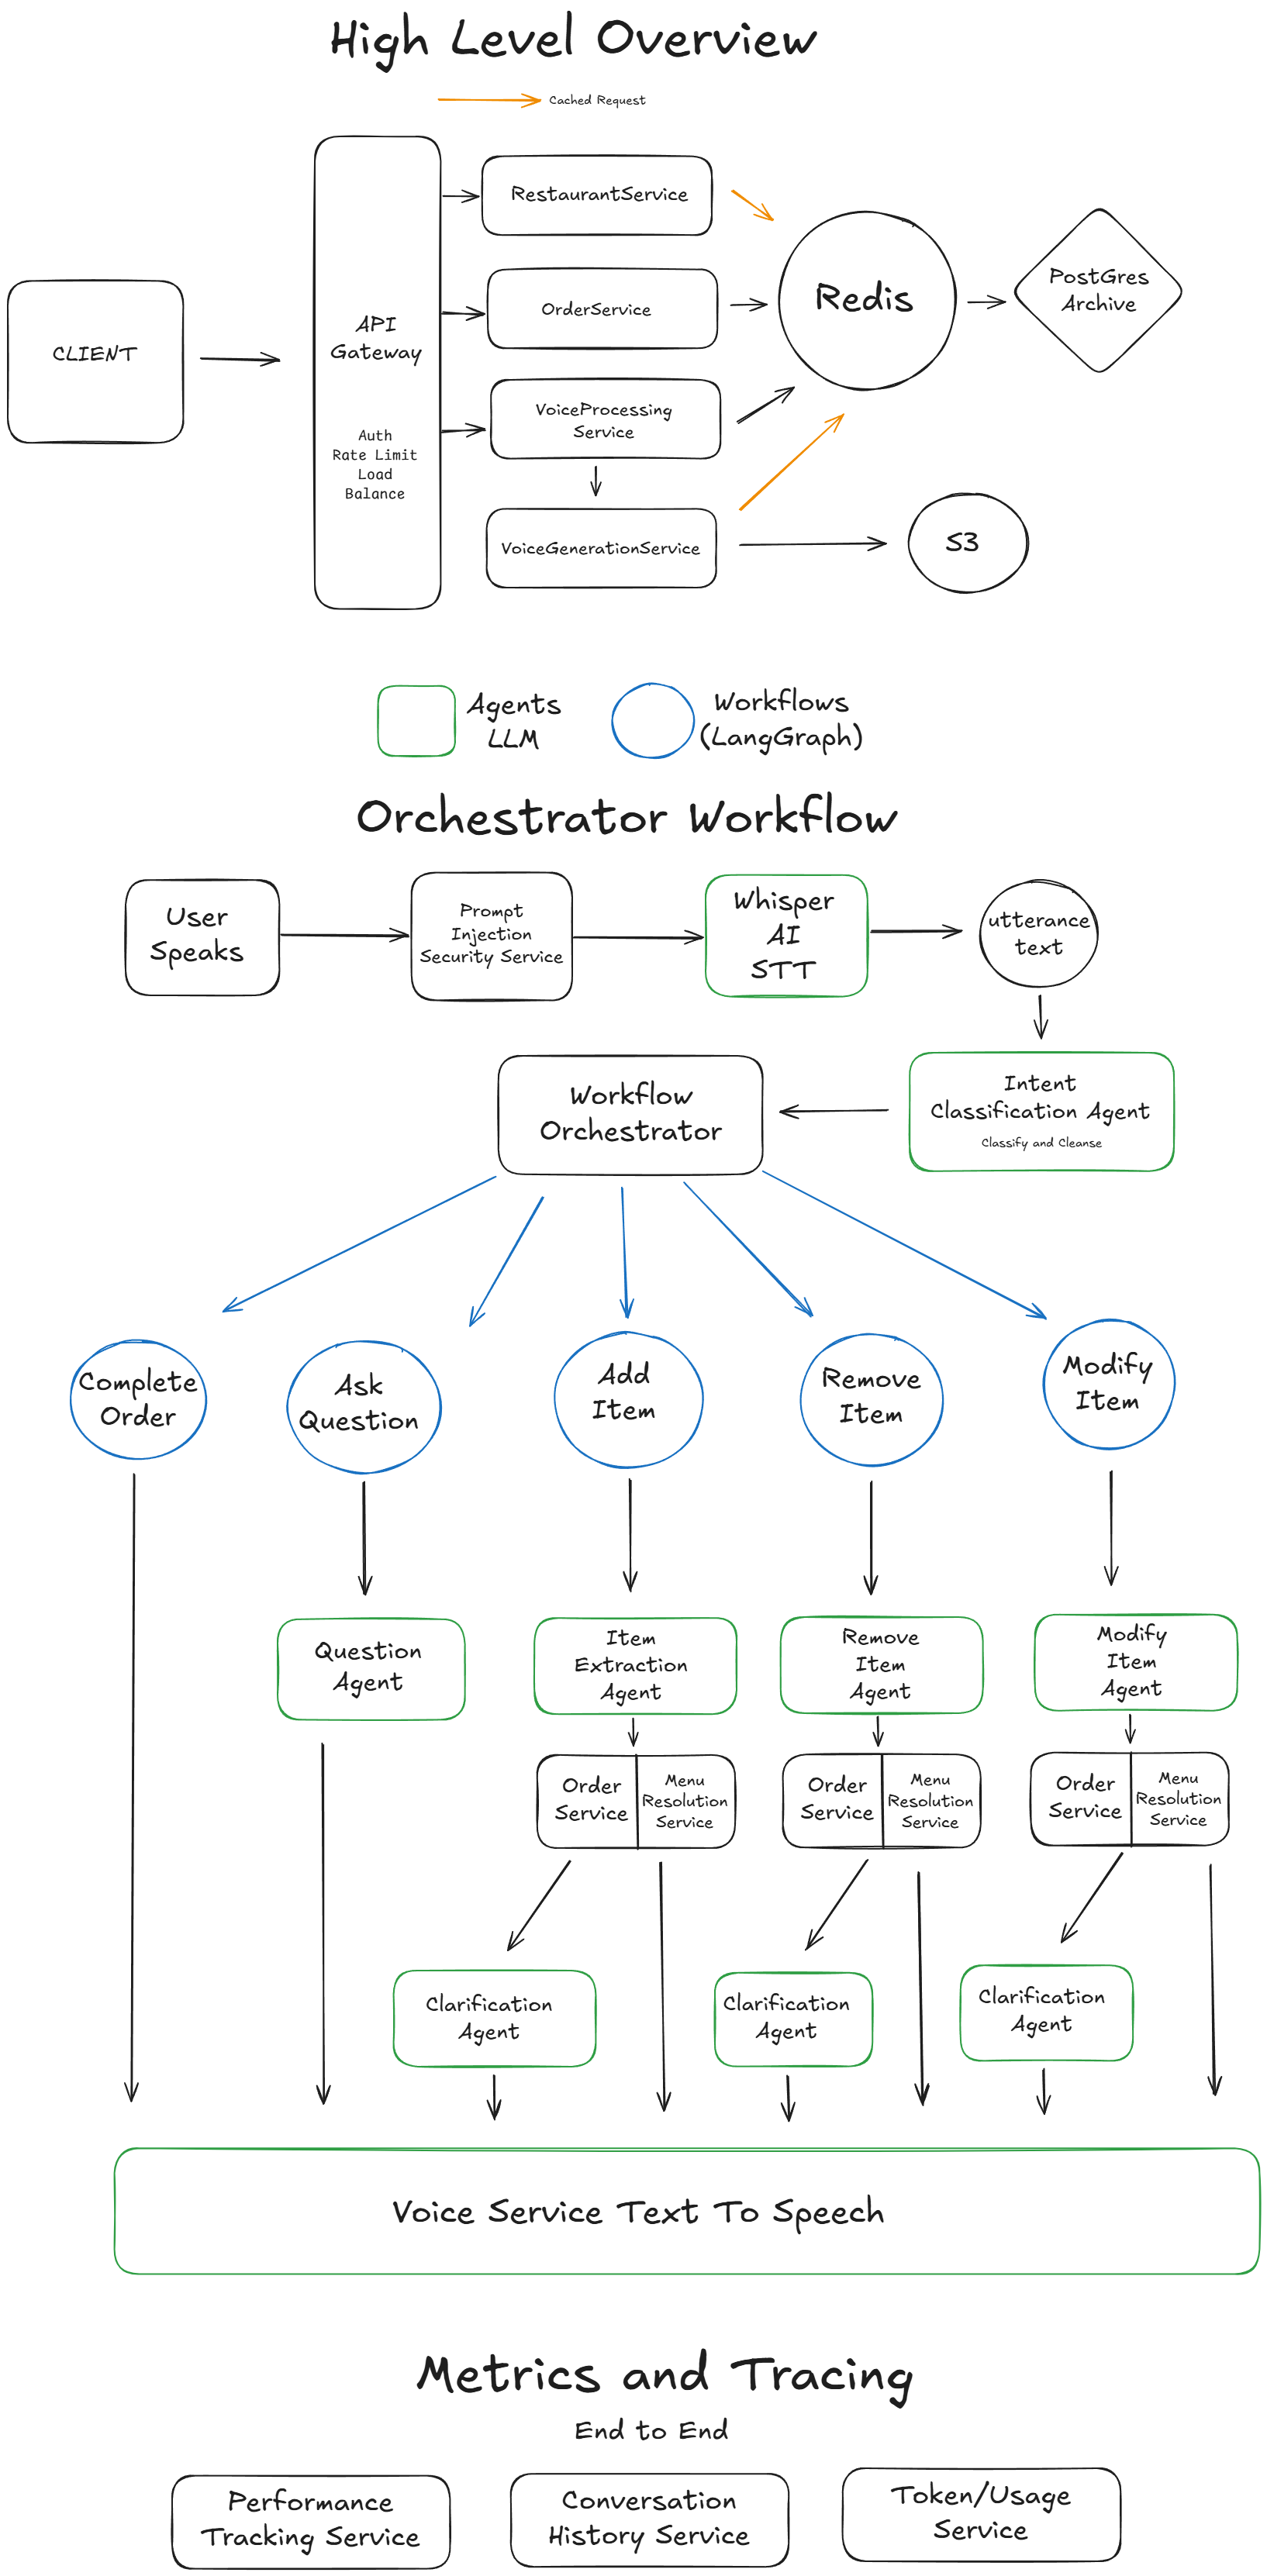 High Level Overview
Cached Request
CLIENT
API
Gateway
Auth
Rate Limit
Load
Balance
RestaurantService
OrderService
VoiceProcessing
Service
VoiceGenerationService
Redis
PostGres
Archive
S3
Agents
LLM
Workflows
(LangGraph)
Orchestrator Workflow
User
Speaks
Prompt
Injection
Security Service
Whisper
AI
STT
utterance
text
Intent
Classification Agent
Classify and Cleanse
Workflow
Orchestrator
Complete
Order
Ask
Question
Add
Item
Remove
Item
Modify
Item
Question
Agent
Item
Extraction
Agent
Remove
Item
Agent
Modify
Item
Agent
Order
Service
Menu
Resolution
Service
Order
Service
Menu
Resolution
Service
Order
Service
Menu
Resolution
Service
Clarification
Agent
Clarification
Agent
Clarification
Agent
Voice Service Text To Speech
Metrics and Tracing
End to End
Performance
Tracking Service
Conversation
History Service
Token/Usage
Service